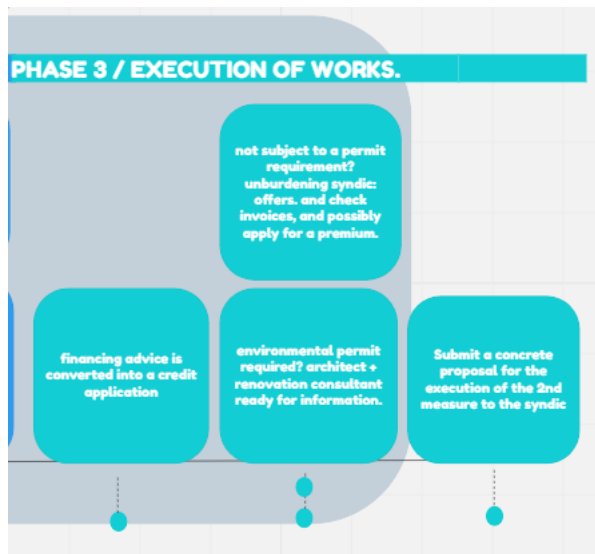 PHASE 3 / EXECUTION OF WORKS.
not subject to a permit
requirement?
unburdening syndic:
offers. and check
invoices, and possibly
apply for a premium.
financing advice is
converted into a credit
application
environmental permit
required? architect +
renovation consultant
ready for information.
Submit a concrete
proposal for the
execution of the 2nd
measure to the syndic